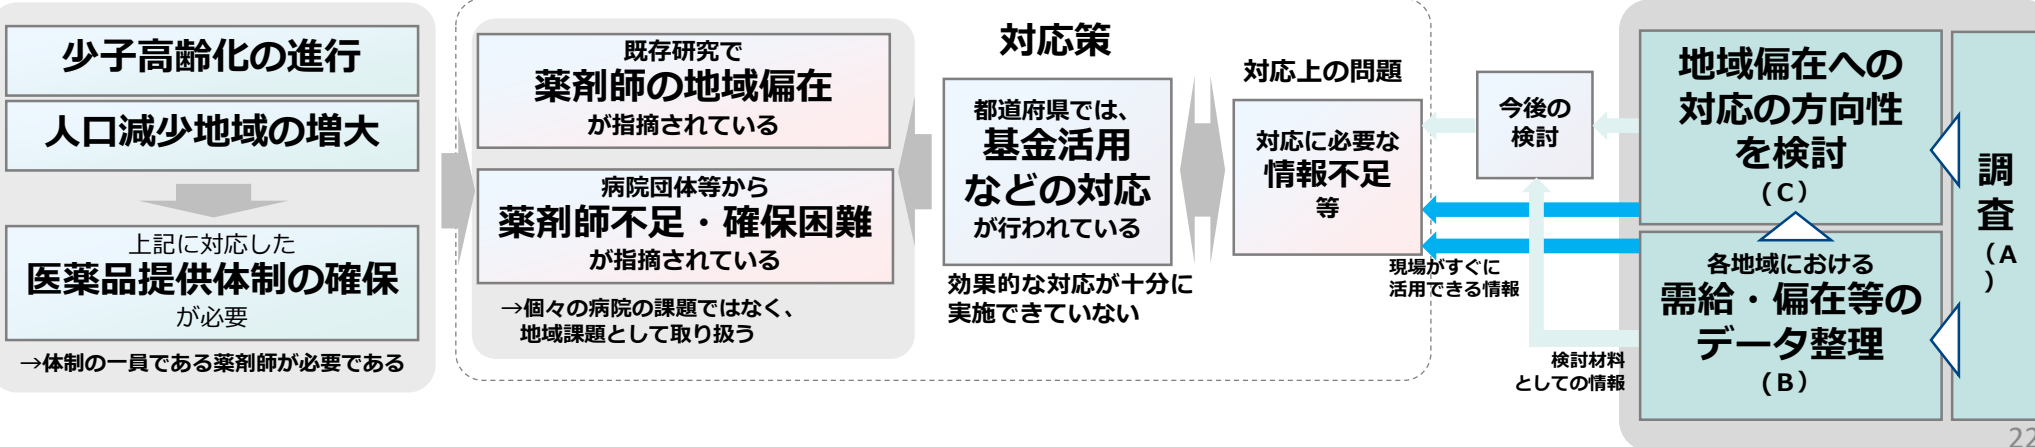 少子高齢化の進行
人口減少地域の増大
上記に対応した
医薬品提供体制の確保
が必要
→体制の一員である薬剤師が必要である
既存研究で
薬剤師の地域偏在
が指摘されている
病院団体等から
薬剤師不足・確保困難
が指摘されている
→個々の病院の課題ではなく、
地域課題として取り扱う
対応策
都道府県では、
基金活用
などの対応
が行われている
効果的な対応が十分に
実施できていない
対応上の問題
対応に必要な
情報不足
等
現場がすぐに
活用できる情報
今後の
検討
検討材料
としての情報
地域偏在への
対応の方向性
を検討
(C)
各地域における
需給・偏在等の
データ整理
(B)
調
査
(A
)
22